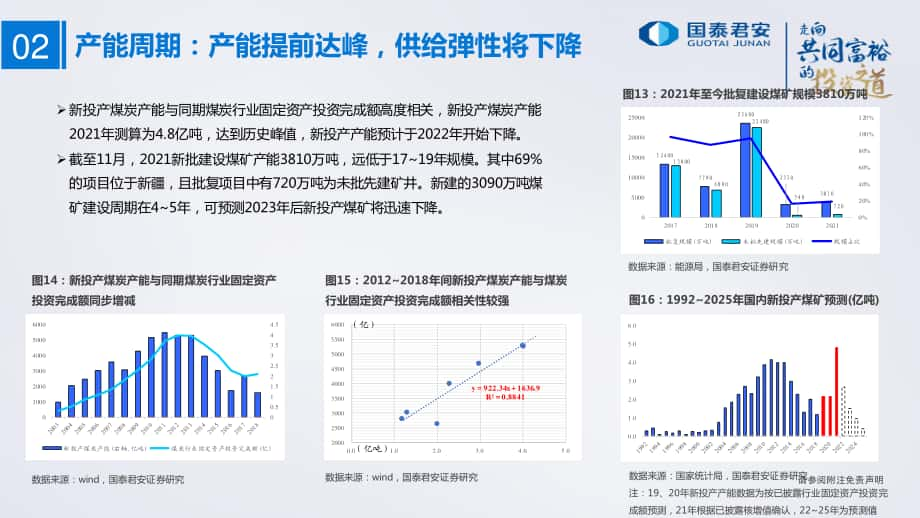 02
产能周期：产能提前达峰，供给弹性将下降
国泰君安
GUOTAI JUNAN
走向
共同富裕
的投资之道
新投产煤炭产能与同期煤炭行业固定资产投资完成额高度相关，新投产煤炭产能
2021年测算为4.8亿吨，达到历史峰值，新投产产能预计于2022年开始下降。
截至11月，2021新批建设煤矿产能3810万吨，远低于17~19年规模。其中69%
的项目位于新疆，且批复项目中有720万吨为未批先建矿井。新建的3090万吨煤
矿建设周期在4~5年，可预测2023年后新投产煤矿将迅速下降。
图13：2021年至今批复建设煤矿规模3810万吨
25000
20000
15000
10000
5000
0
120%
100%
80%
60%
40%
20%
0%
2017 2018 2019 2020 2021
批复规模(万吨) 未批先建规模(万吨) 规模占比
数据来源：能源局，国泰君安证券研究
图14：新投产煤炭产能与同期煤炭行业固定资产
投资完成额同步增减
6000
5000
4000
3000
2000
1000
0
4.5
4
3.5
3
2.5
2
1.5
1
0.5
0
2003 2004 2005 2006 2007 2008 2009 2010 2011 2012 2013 2014 2015 2016 2017 2018
新投产煤炭产能(右轴,亿吨) 煤炭行业固定资产投资完成额(亿)
数据来源：wind，国泰君安证券研究
图15：2012~2018年间新投产煤炭产能与煤炭
行业固定资产投资完成额相关性较强
(亿)
6000
5500
5000
4500
4000
3500
3000
2500
2000
y = 922.34x + 1636.9
R² = 0.8841
0.0 1.0 2.0 3.0 4.0 5.0
(亿吨)
数据来源：wind，国泰君安证券研究
图16：1992~2025年国内新投产煤矿预测(亿吨)
6.0
5.0
4.0
3.0
2.0
1.0
0.0
1992 1994 1996 1998 2000 2002 2004 2006 2008 2010 2012 2014 2016 2018 2020 2022 2024
数据来源：国家统计局，国泰君安证券研究
请参阅附注免责声明
注：19、20年新投产产能数据为按已披露行业固定资产投资完
成额预测，21年根据已披露核增值确认，22~25年为预测值